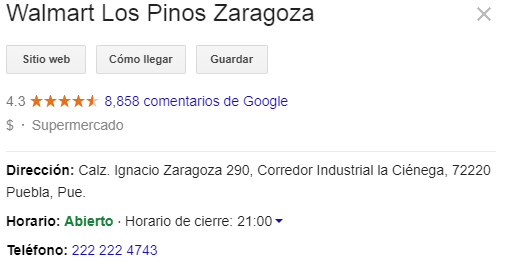 Walmart Los Pinos Zaragoza
Sitio web Cómo llegar Guardar
4.3 8,858 comentarios de Google
$ · Supermercado
Dirección: Calz. Ignacio Zaragoza 290, Corredor Industrial la Ciénega, 72220
Puebla, Pue.
Horario: Abierto · Horario de cierre: 21:00
Teléfono: 222 222 4743